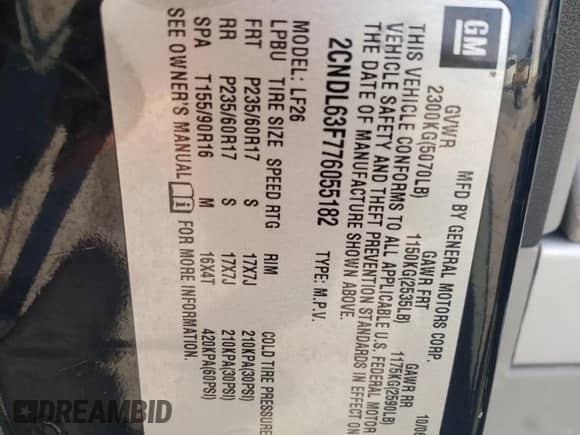 GM
MFD BY GENERAL MOTORS CORP. 10/06
GVWR GAWR FRT GAWR RR
2300KG(5070LB) 1150KG(2535LB) 1175KG(2590LB)
THIS VEHICLE CONFORMS TO ALL APPLICABLE U.S. FEDERAL MOTOR
VEHICLE SAFETY AND THEFT PREVENTION STANDARDS IN EFFECT ON
THE DATE OF MANUFACTURE SHOWN ABOVE.
2CNDL63F776055182 TYPE: M.P.V.
MODEL: LF26
LPBU TIRE SIZE SPEED RTG RIM COLD TIRE PRESSURE
FRT P235/60R17 S 17X7J 210KPA(30PSI)
RR P235/60R17 S 17X7J 210KPA(30PSI)
SPA T155/90R16 M 16X4T 420KPA(60PSI)
SEE OWNER'S MANUAL FOR MORE INFORMATION.
DREAMBID